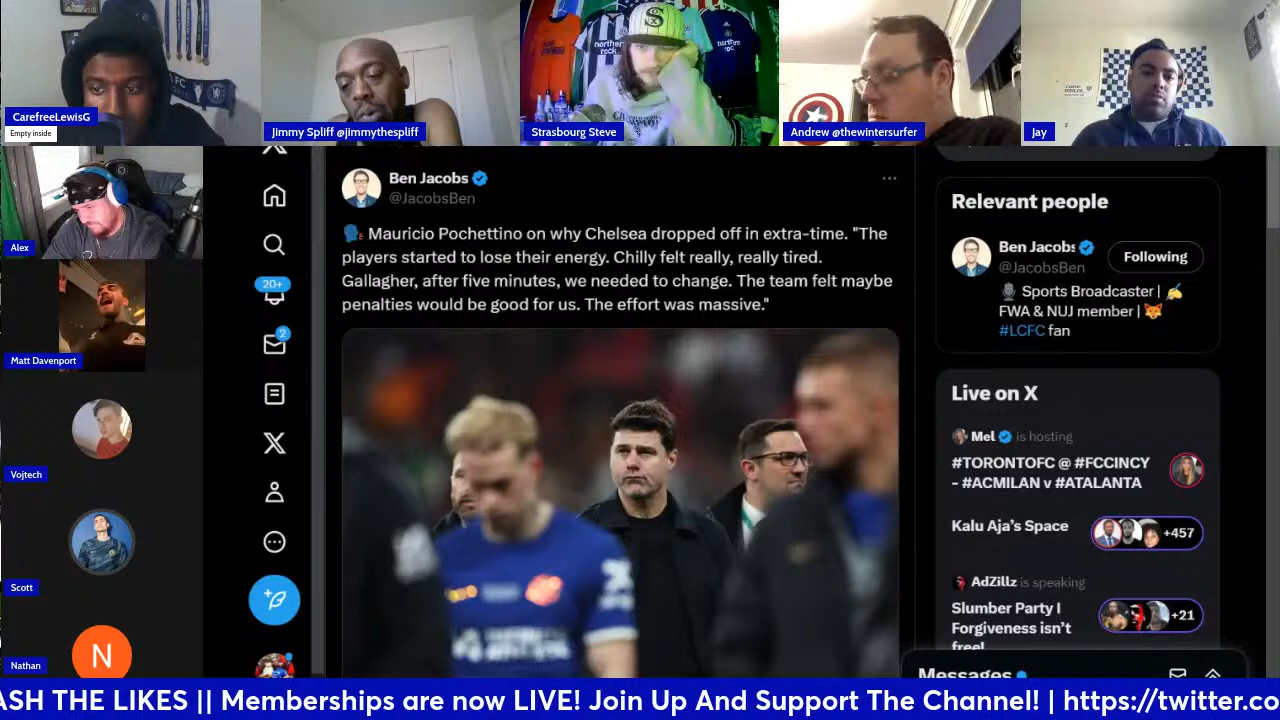 CarefreeLewisG
Empty inside
Jimmy Spliff @jimmythespliff
Strasbourg Steve
Andrew @thewintersurfer
Jay
northern
rock
northern
rock
Alex
Matt Davenport
Vojtech
Scott
N
Nathan
20+
2
Ben Jacobs
@JacobsBen
Mauricio Pochettino on why Chelsea dropped off in extra-time. "The
players started to lose their energy. Chilly felt really, really tired.
Gallagher, after five minutes, we needed to change. The team felt maybe
penalties would be good for us. The effort was massive."
Relevant people
Ben Jacobs
@JacobsBen
Following
Sports Broadcaster |
FWA & NUJ member |
#LCFC fan
Live on X
Mel is hosting
#TORONTOFC @ #FCCINCY
- #ACMILAN v #ATALANTA
Kalu Aja's Space
+457
AdZillz is speaking
Slumber Party I
Forgiveness isn't
free!
+21
Messages
ASH THE LIKES || Memberships are now LIVE! Join Up And Support The Channel! | https://twitter.co